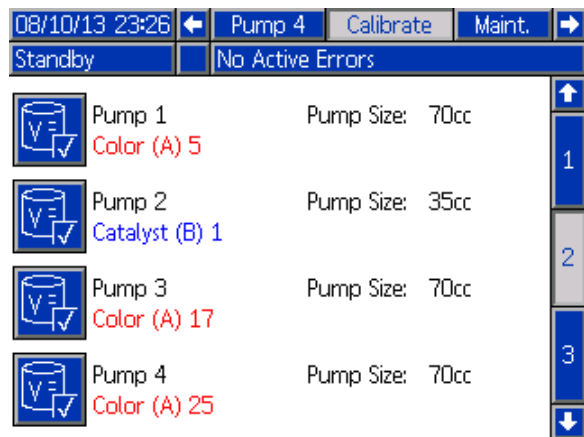 08/10/13 23:26 Pump 4 Calibrate Maint.
Standby No Active Errors
Pump 1 Pump Size: 70cc
Color (A) 5
1
Pump 2 Pump Size: 35cc
Catalyst (B) 1
2
Pump 3 Pump Size: 70cc
Color (A) 17
3
Pump 4 Pump Size: 70cc
Color (A) 25
V=
V=
V=
V=